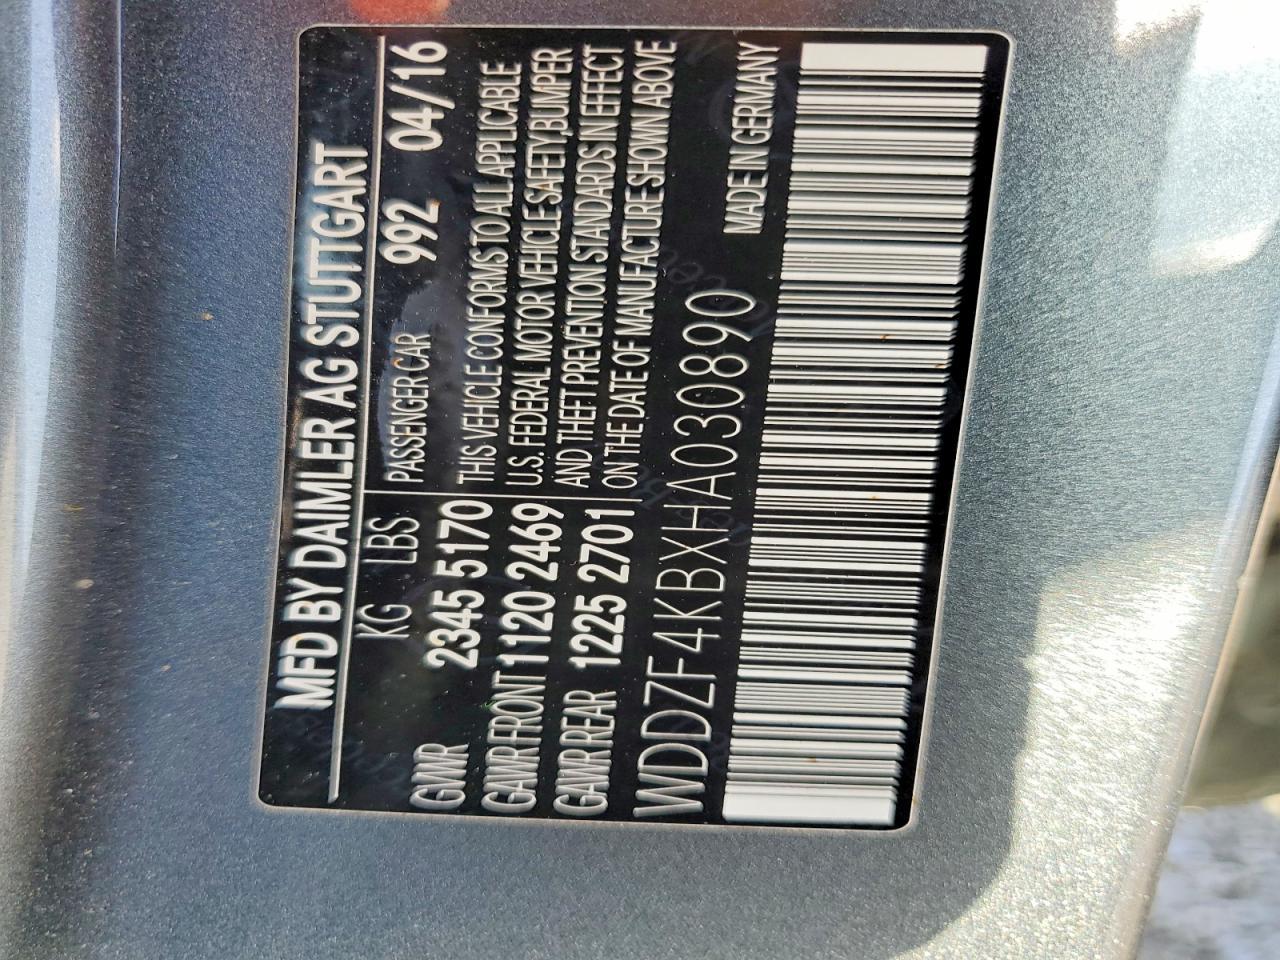 MFD BY DAIMLER AG STUTTGART
KG LBS PASSENGER CAR 992 04/16
GVWR 2345 5170 THIS VEHICLE CONFORMS TO ALL APPLICABLE
U.S. FEDERAL MOTOR VEHICLE SAFETY,BUMPER
GAWR FRONT 1120 2469 AND THEFT PREVENTION STANDARDS IN EFFECT
GAWR REAR 1225 2701 ON THE DATE OF MANUFACTURE SHOWN ABOVE
WDDZF4KBXHA030890
MADE IN GERMANY